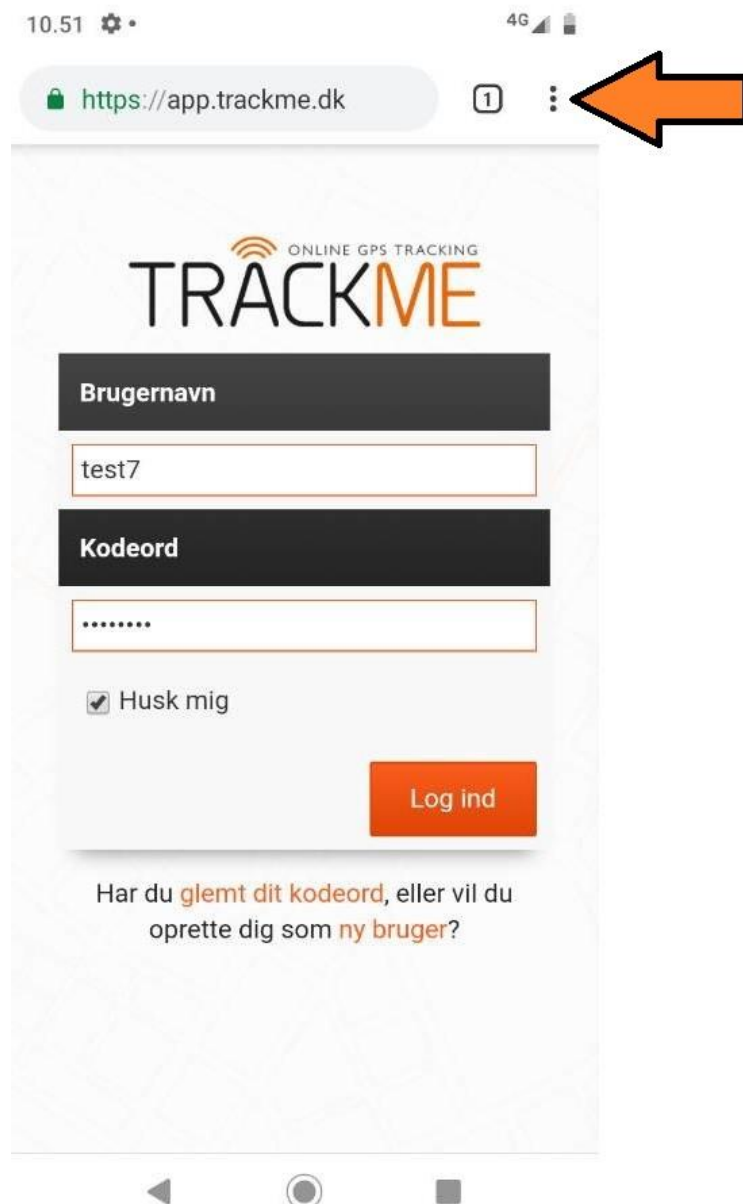 10.51
4G
https://app.trackme.dk
1
ONLINE GPS TRACKING
TRACKME
Brugernavn
test7
Kodeord
••••••••
Husk mig
Log ind
Har du glemt dit kodeord, eller vil du
oprette dig som ny bruger?